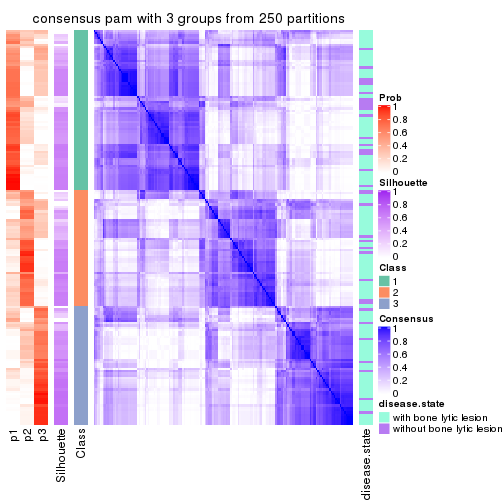 consensus pam with 3 groups from 250 partitions
Prob
1
0.8
0.6
0.4
0.2
0
Silhouette
1
0.8
0.6
0.4
0.2
0
Class
1
2
3
Consensus
1
0.8
0.6
0.4
0.2
0
disease.state
with bone lytic lesion
without bone lytic lesion
p1
p2
p3
Silhouette
Class
disease.state